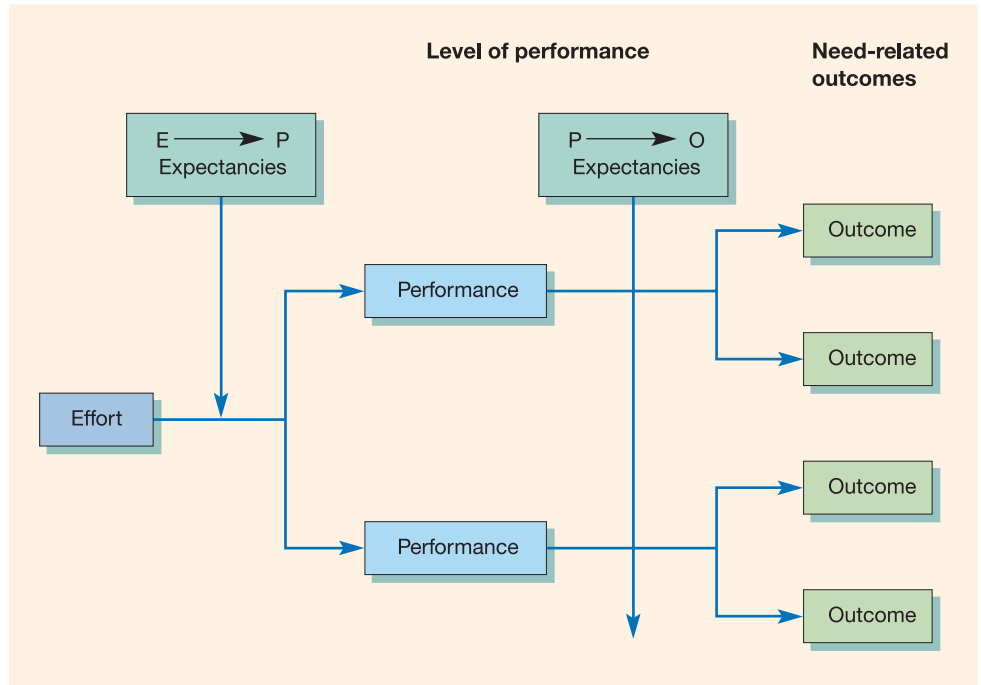 Level of performance
Need-related
outcomes
E P
Expectancies
P O
Expectancies
Outcome
Performance
Outcome
Effort
Outcome
Performance
Outcome